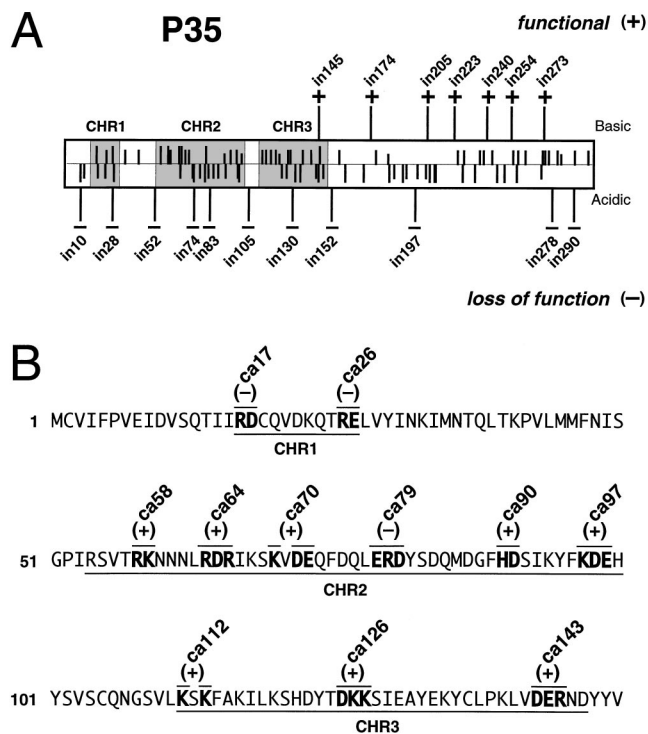 A
P35
functional (+)
in145 in174 in205 in223 in240 in254 in273
+ + + + + + +
CHR1 CHR2 CHR3
Basic
Acidic
– – – – – – – – – – –
in10 in28 in52 in74 in83 in105 in130 in152 in197 in278 in290
loss of function (–)
B
ca17 ca26
(–) (–)
1 MCVIFPVEIDVSQTIIRDCQVDKQTRELVYINKIMNTQLTKPVLMMFNIS
CHR1
ca58 ca64 ca70 ca79 ca90 ca97
(+) (+) (+) (–) (+) (+)
51 GPIRSVTRKNNNLRDRIKSKVDEQFDQLERDYSDQMDGFHDSIKYFKDEH
CHR2
ca112 ca126 ca143
(+) (+) (+)
101 YSVSCQNGSVLKSKFAKILKSHDYTDKKSIEAYEKYCLPKLVDERNDYYV
CHR3